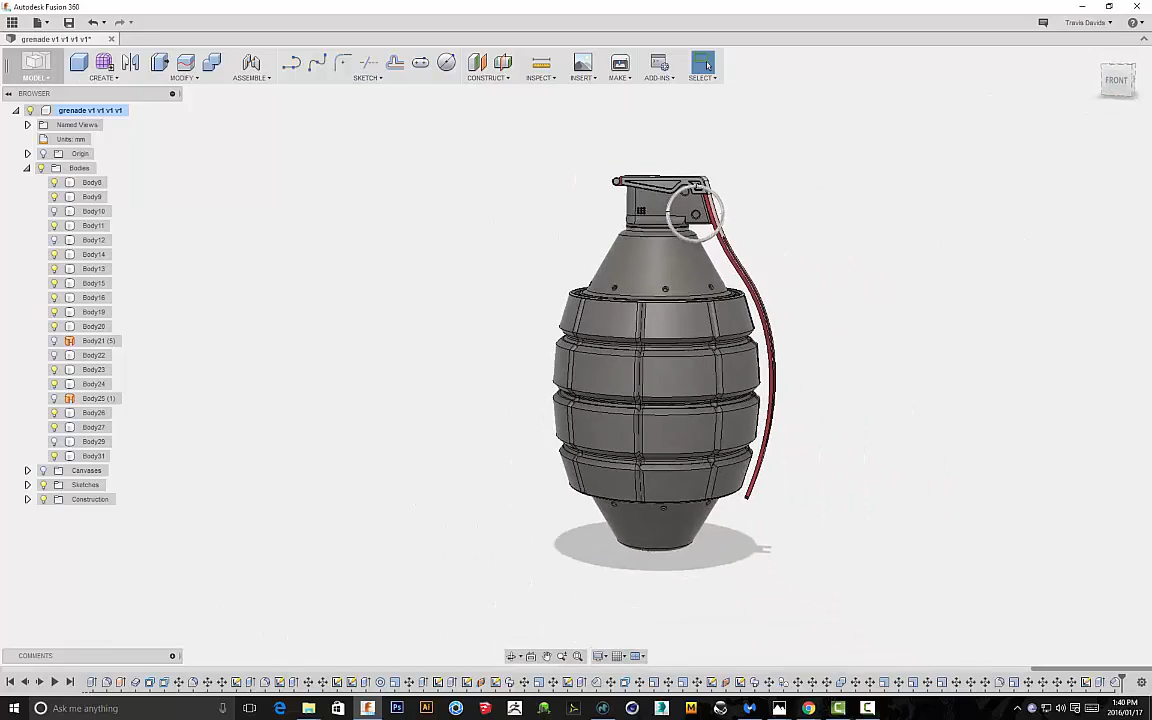 Autodesk Fusion 360
Travis Davids
grenade v1 v1 v1 v1*
MODEL
CREATE
MODIFY
ASSEMBLE
SKETCH
CONSTRUCT
INSPECT
INSERT
MAKE
ADD-INS
SELECT
BROWSER
FRONT
grenade v1 v1 v1 v1
Named Views
Units: mm
Origin
Bodies
Body8
Body9
Body10
Body11
Body12
Body14
Body13
Body15
Body16
Body19
Body20
Body21 (5)
Body22
Body23
Body24
Body25 (1)
Body26
Body27
Body29
Body31
Canvases
Sketches
Construction
COMMENTS
Ask me anything
1:40 PM
2016/01/17